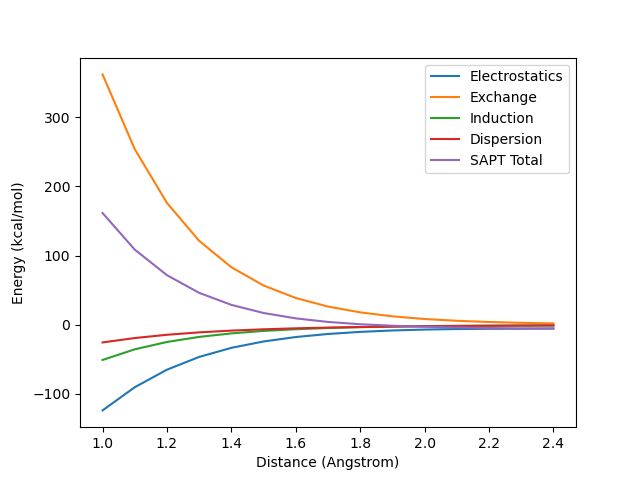 Electrostatics
Exchange
Induction
Dispersion
SAPT Total
Energy (kcal/mol)
300
200
100
0
−100
1.0 1.2 1.4 1.6 1.8 2.0 2.2 2.4
Distance (Angstrom)